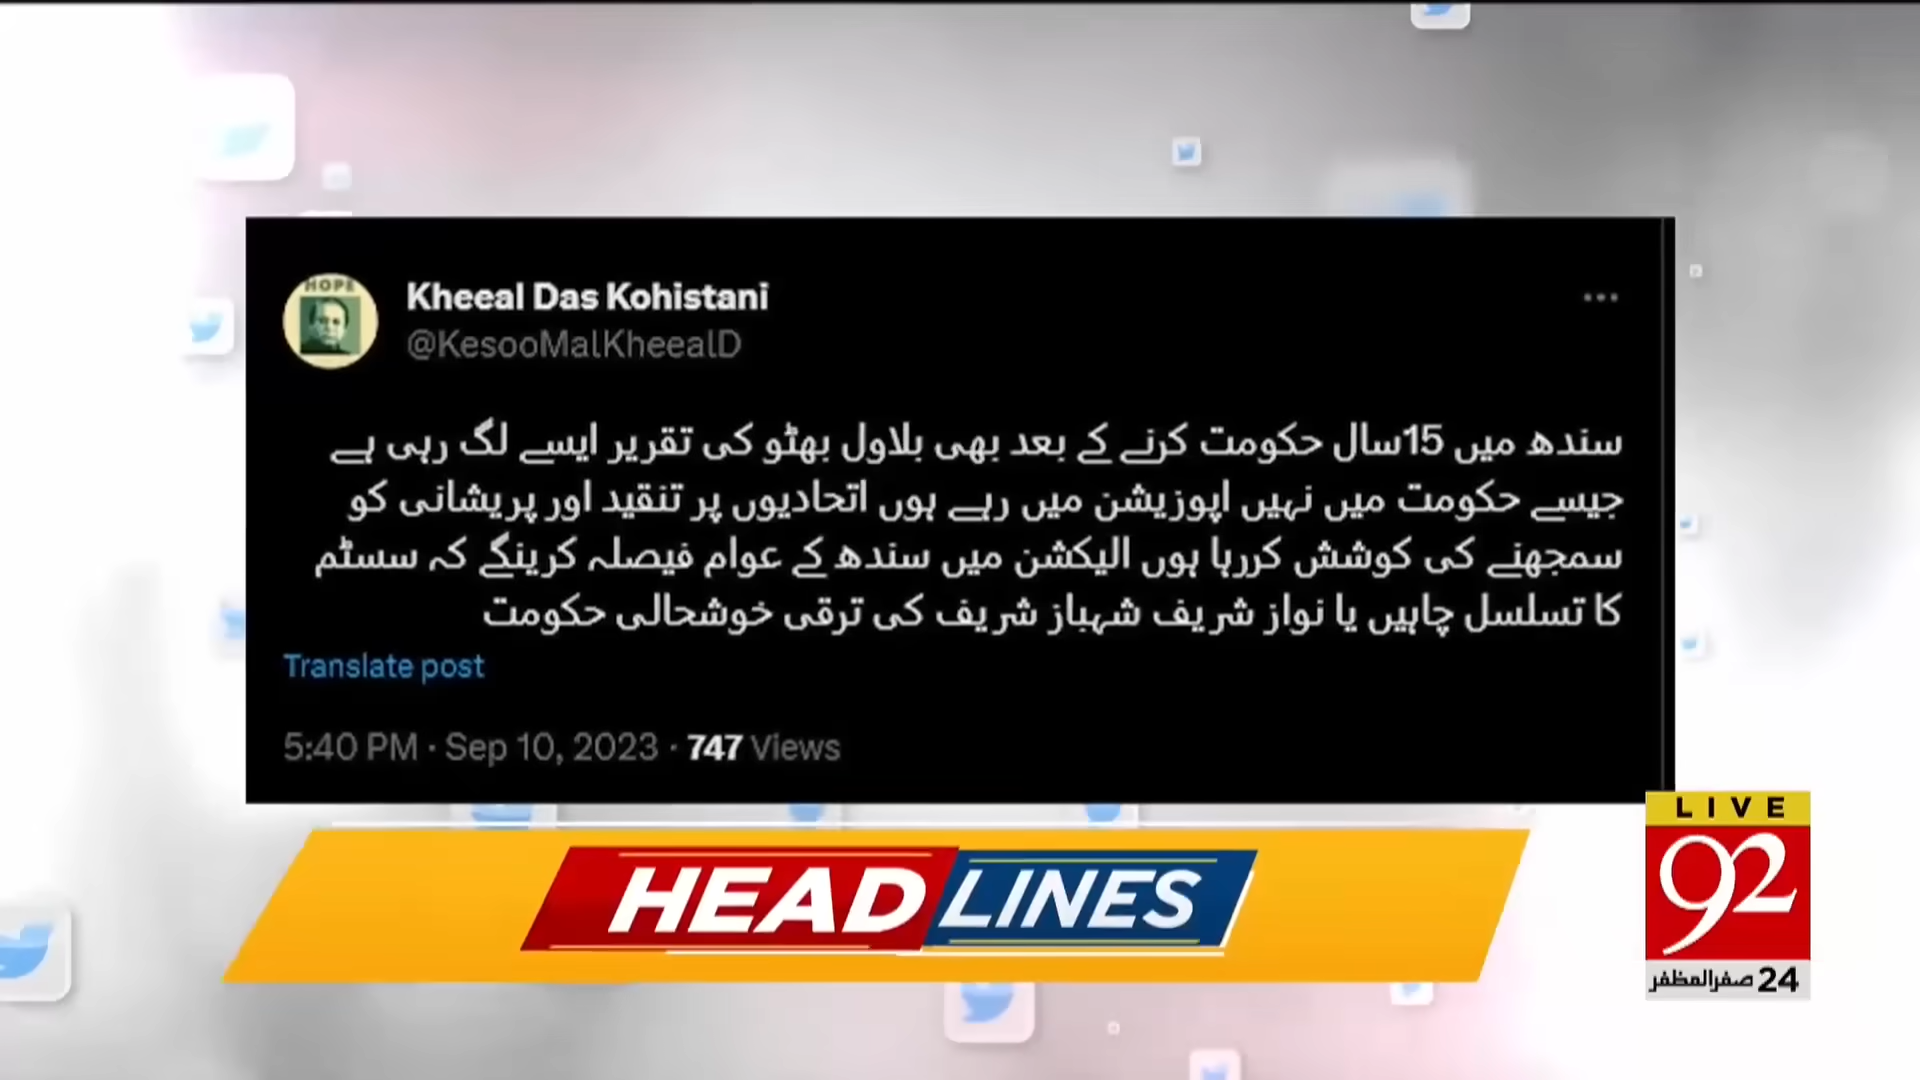 HOPE
Kheeal Das Kohistani
@KesooMalKheealD
سندھ میں 15سال حکومت کرنے کے بعد بھی بلاول بھٹو کی تقریر ایسے لگ رہی ہے
جیسے حکومت میں نہیں اپوزیشن میں رہے ہوں اتحادیوں پر تنقید اور پریشانی کو
سمجھنے کی کوشش کررہا ہوں الیکشن میں سندھ کے عوام فیصلہ کرینگے کہ سسٹم
کا تسلسل چاہیں یا نواز شریف شہباز شریف کی ترقی خوشحالی حکومت
Translate post
5:40 PM · Sep 10, 2023 · 747 Views
HEADLINES
LIVE
92
24 صفرالمظفر